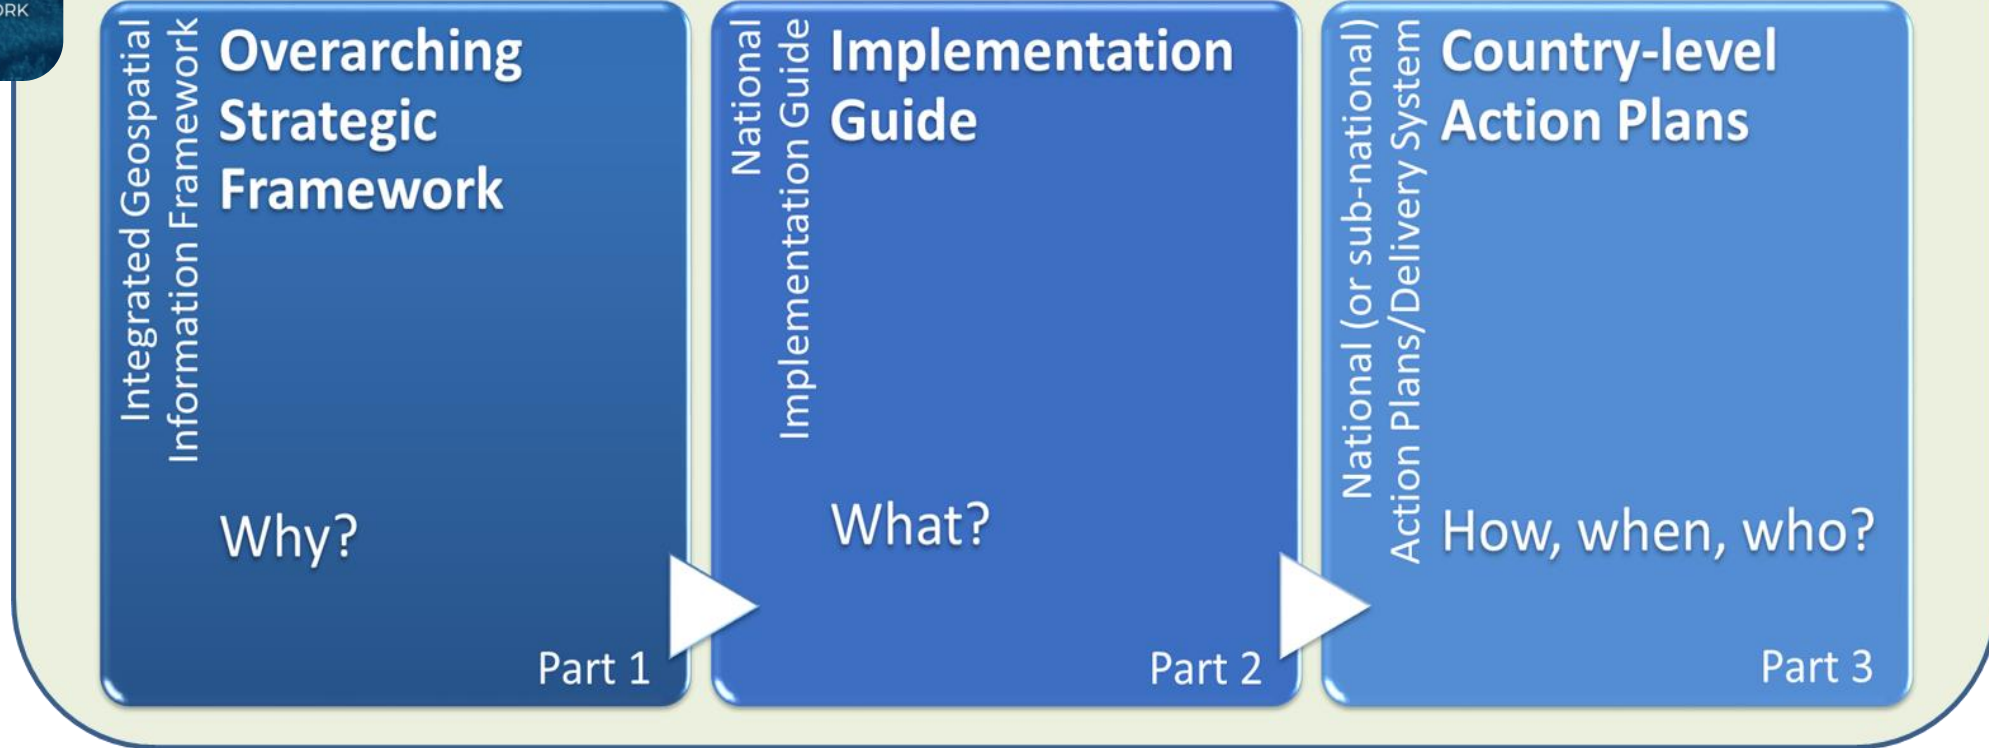 Integrated Geospatial
Information Framework
Overarching
Strategic
Framework
Why?
Part 1
National
Implementation Guide
Implementation
Guide
What?
Part 2
National (or sub-national)
Action Plans/Delivery System
Country-level
Action Plans
How, when, who?
Part 3